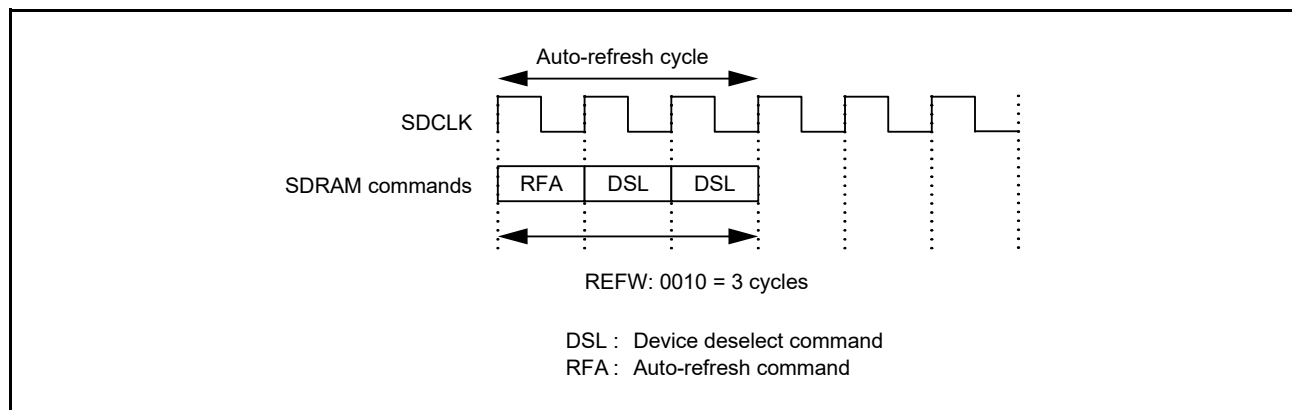 Auto-refresh cycle
SDCLK
SDRAM commands RFA DSL DSL
REFW: 0010 = 3 cycles
DSL : Device deselect command
RFA : Auto-refresh command